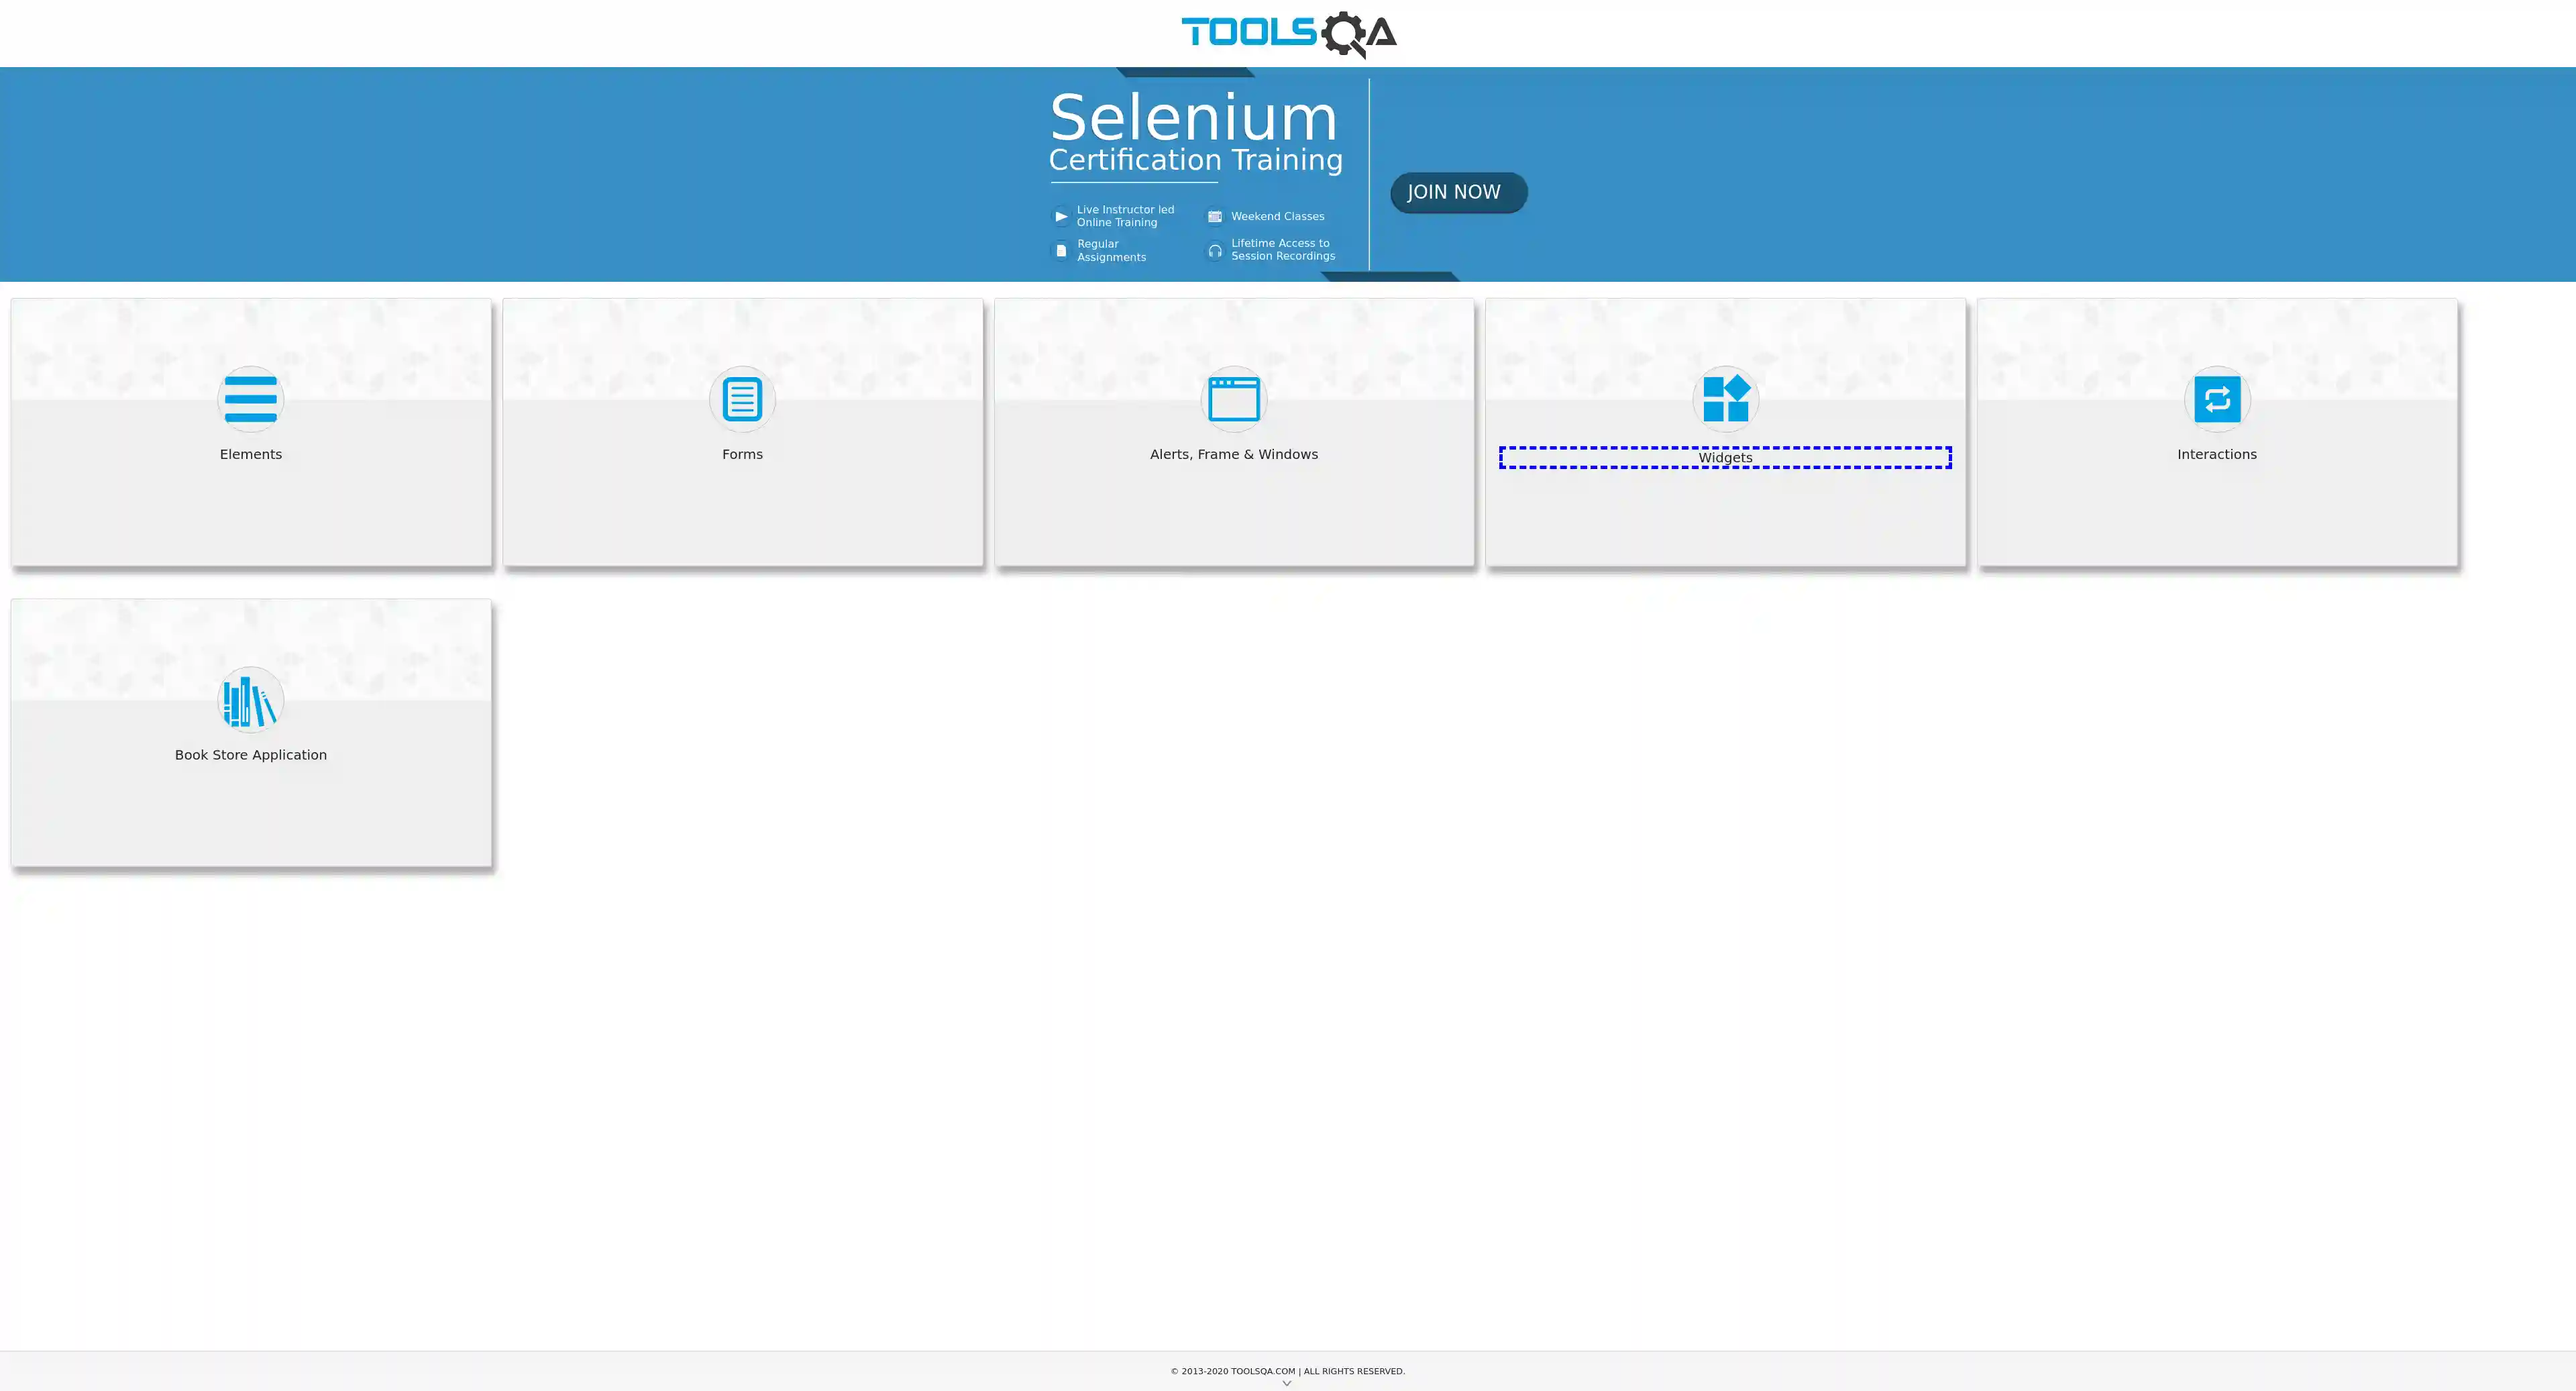 TOOLSQA
Selenium
Certification Training
Live Instructor led
Online Training
Weekend Classes
Regular
Assignments
Lifetime Access to
Session Recordings
JOIN NOW
Elements
Forms
Alerts, Frame & Windows
Widgets
Interactions
Book Store Application
© 2013-2020 TOOLSQA.COM | ALL RIGHTS RESERVED.